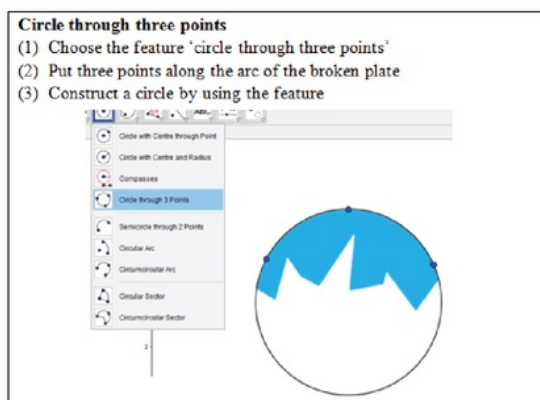 Circle through three points
(1) Choose the feature ‘circle through three points’
(2) Put three points along the arc of the broken plate
(3) Construct a circle by using the feature
ABC
Circle with Centre through Point
Circle with Centre and Radius
Compasses
Circle through 3 Points
Semicircle through 2 Points
Circular Arc
Circumcircular Arc
Circular Sector
Circumcircular Sector
2